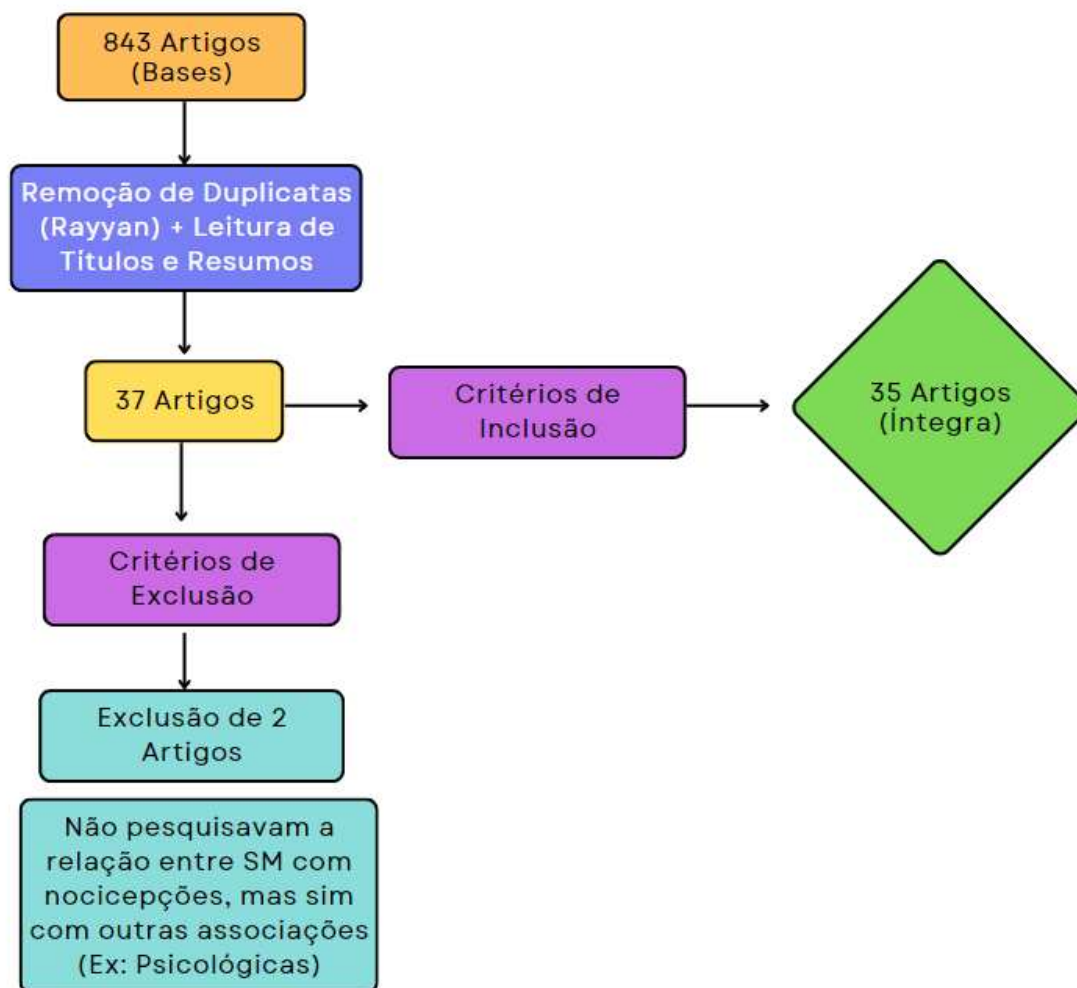 843 Artigos
(Bases)
Remoção de Duplicatas
(Rayyan) + Leitura de
Títulos e Resumos
37 Artigos
Critérios de
Inclusão
35 Artigos
(Íntegra)
Critérios de
Exclusão
Exclusão de 2
Artigos
Não pesquisavam a
relação entre SM com
nocicepções, mas sim
com outras associações
(Ex: Psicológicas)